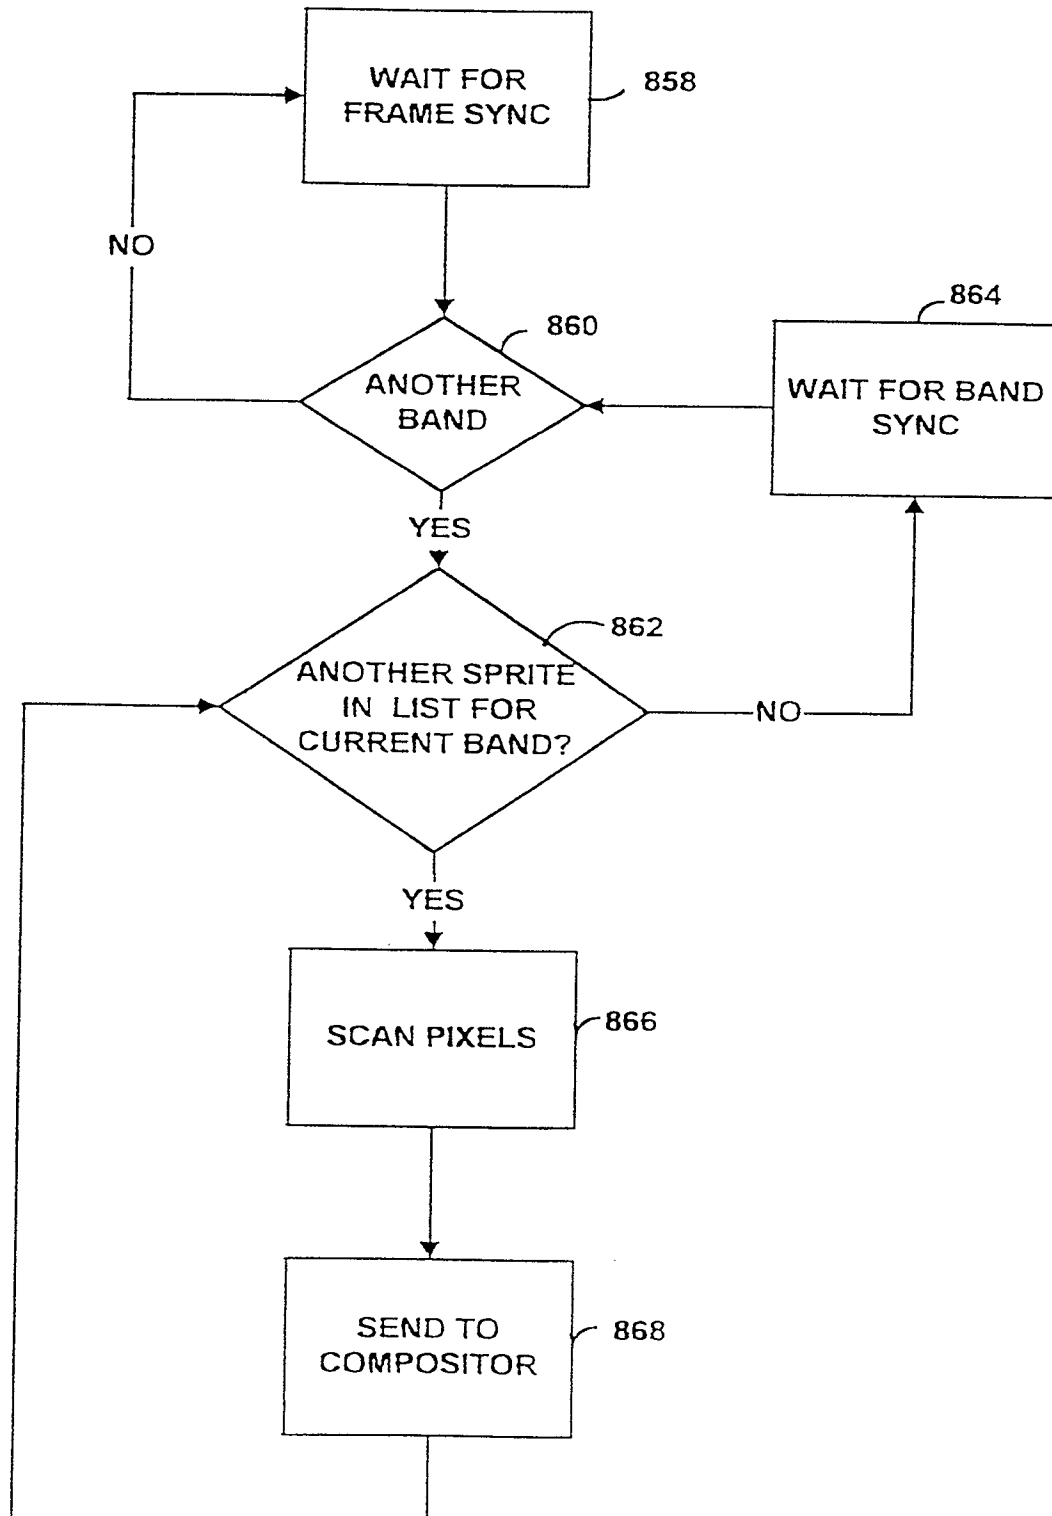 WAIT FOR
FRAME SYNC
858
NO
860
ANOTHER
BAND
864
WAIT FOR BAND
SYNC
YES
862
ANOTHER SPRITE
IN LIST FOR
CURRENT BAND?
NO
YES
SCAN PIXELS
866
SEND TO
COMPOSITOR
868